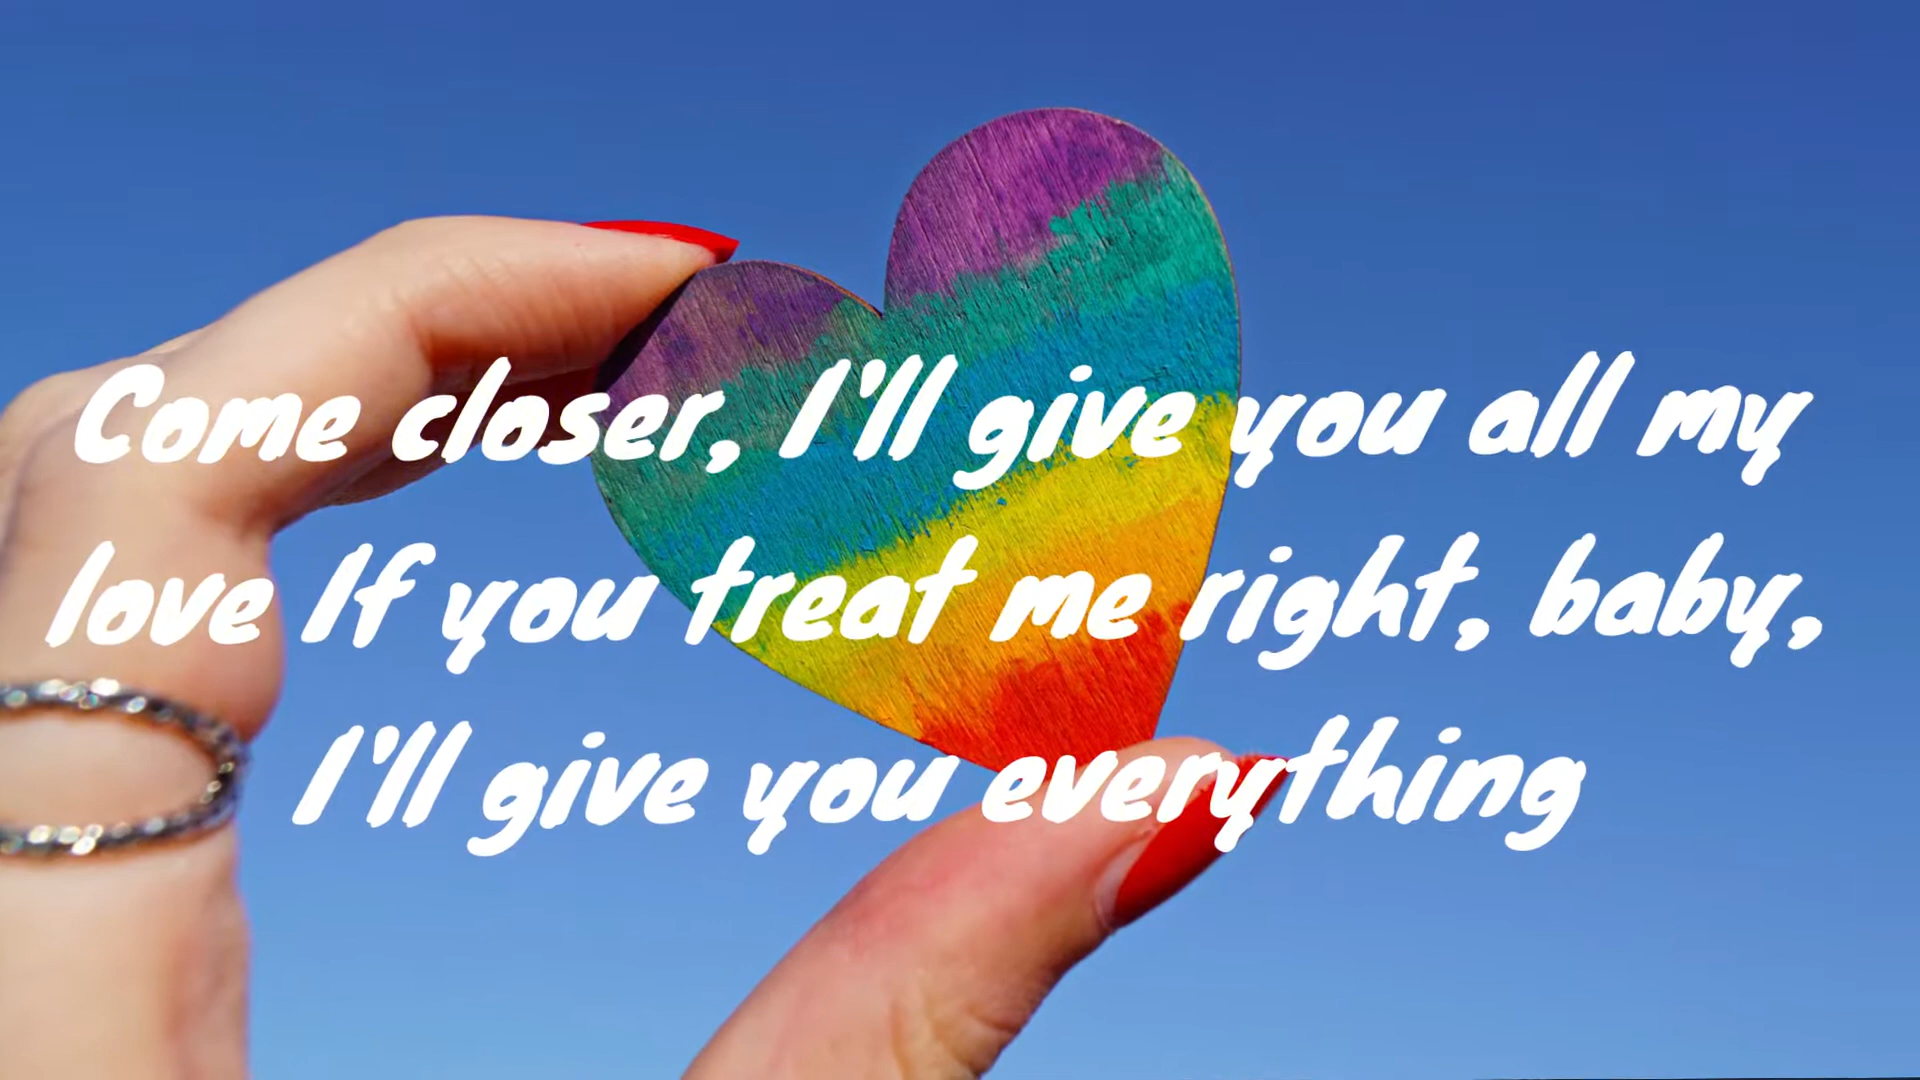 Come closer, I'll give you all my
love If you treat me right, baby,
I'll give you everything